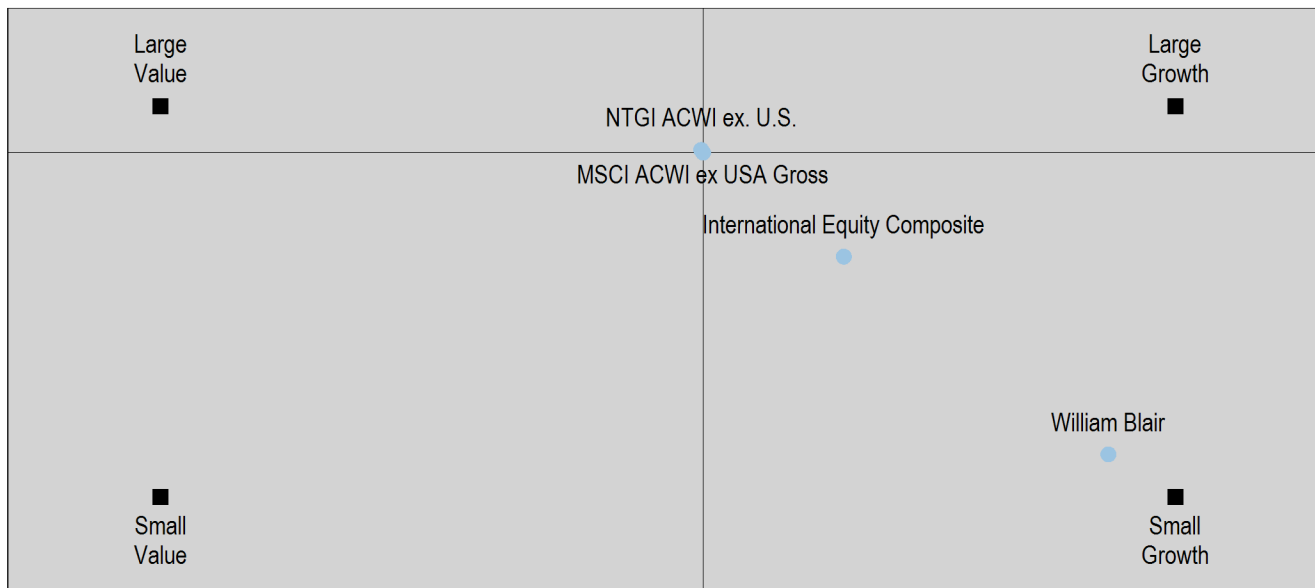 Large
Value
Large
Growth
NTGI ACWI ex. U.S.
MSCI ACWI ex USA Gross
International Equity Composite
William Blair
Small
Value
Small
Growth